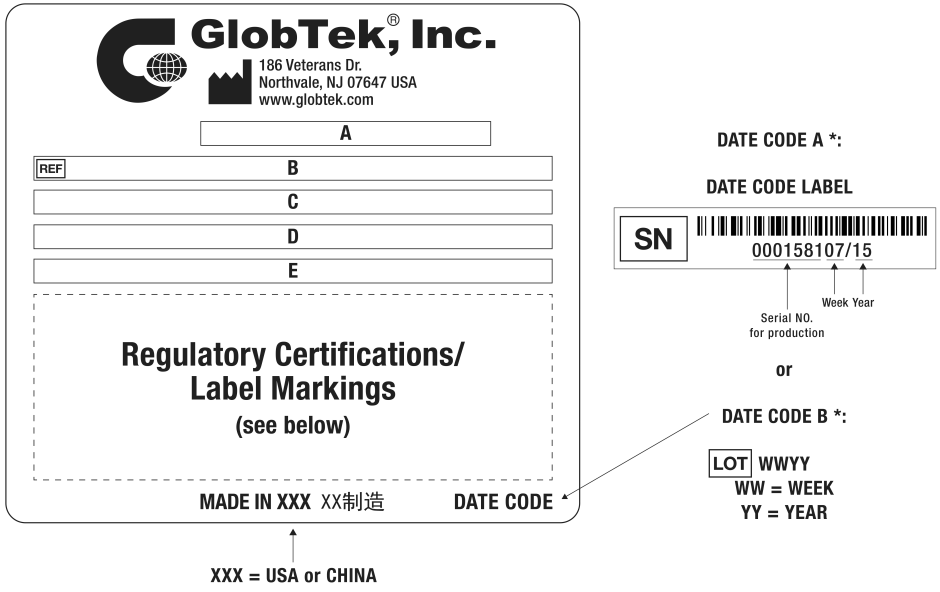 GlobTek,® Inc.
186 Veterans Dr.
Northvale, NJ 07647 USA
www.globtek.com
A
REF B
C
D
E
Regulatory Certifications/
Label Markings
(see below)
MADE IN XXX XX制造 DATE CODE
XXX = USA or CHINA
DATE CODE A *:
DATE CODE LABEL
SN
000158107/15
Week Year
Serial NO.
for production
or
DATE CODE B *:
LOT WWYY
WW = WEEK
YY = YEAR